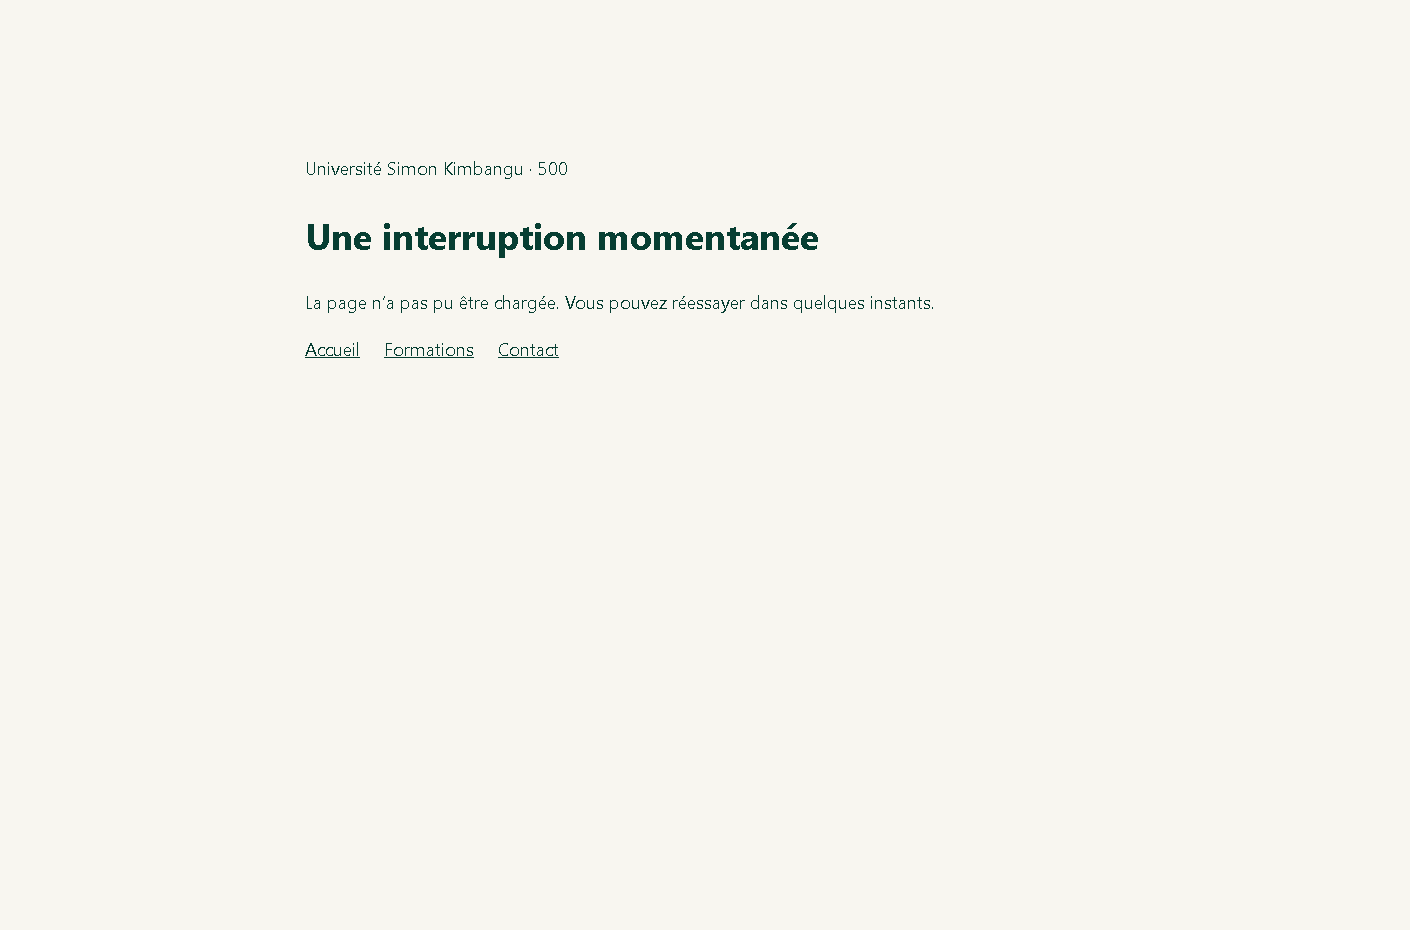 Université Simon Kimbangu · 500
Une interruption momentanée
La page n’a pas pu être chargée. Vous pouvez réessayer dans quelques instants.
Accueil Formations Contact